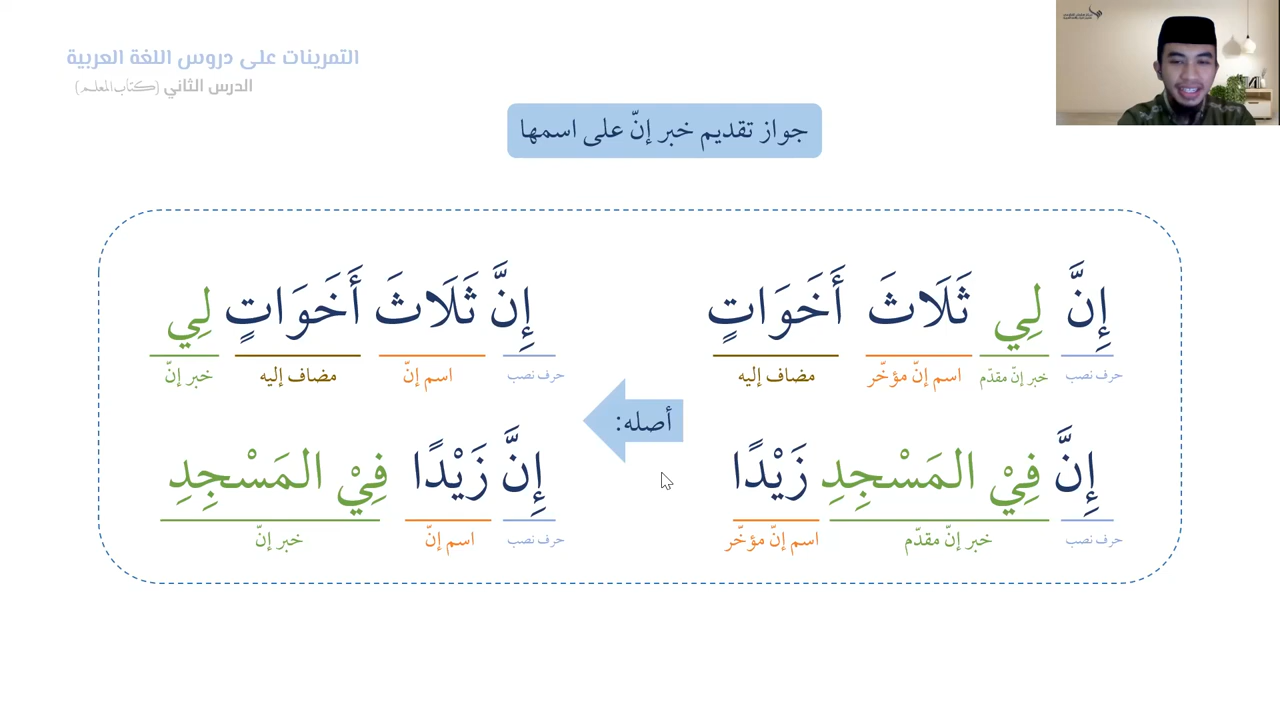 التمرينات على دروس اللغة العربية
الدرس الثاني (كتاب المعلم)
جواز تقديم خبر إنّ على اسمها
إِنَّ لِي ثَلَاثَ أَخَوَاتٍ
حرف نصب خبر إنّ مقدّم اسم إنّ مؤخّر مضاف إليه
إِنَّ فِيْ المَسْجِدِ زَيْدًا
حرف نصب خبر إنّ مقدّم اسم إنّ مؤخّر
أصله:
إِنَّ ثَلَاثَ أَخَوَاتٍ لِي
حرف نصب اسم إنّ مضاف إليه خبر إنّ
إِنَّ زَيْدًا فِيْ المَسْجِدِ
حرف نصب اسم إنّ خبر إنّ